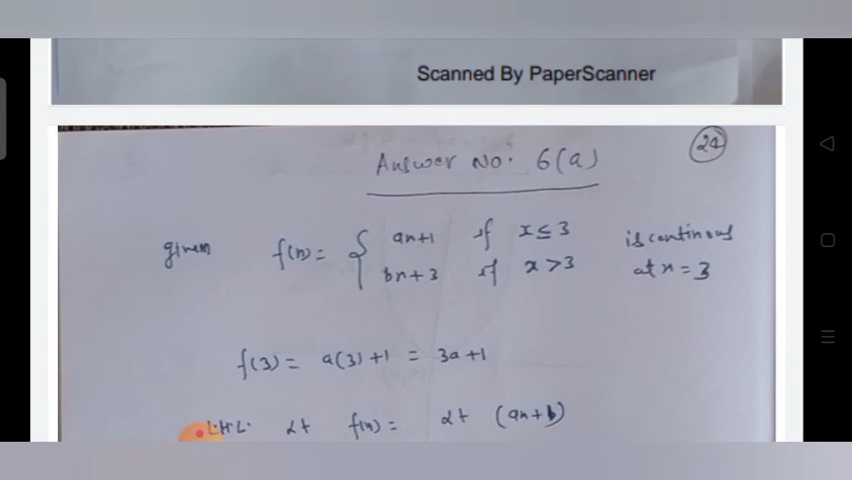 Scanned By PaperScanner
24
Answer No. 6(a)
given f(x) = { ax+1 if x ≤ 3 is continous
bx+3 if x > 3 at x = 3
f(3) = a(3)+1 = 3a+1
L.H.L. Lt f(x) = Lt (ax+b)